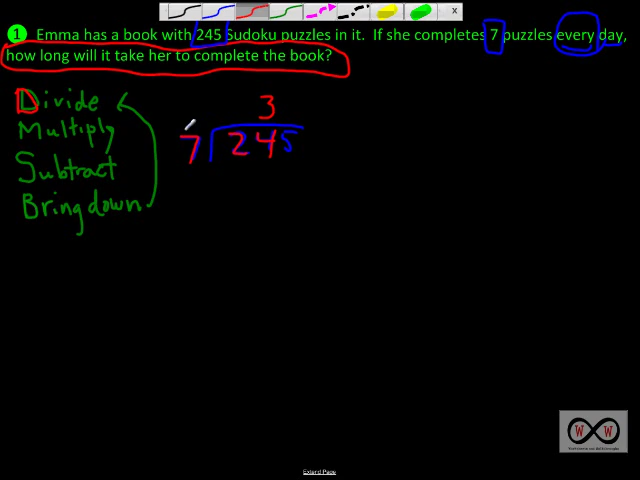 x
1 Emma has a book with 245 Sudoku puzzles in it. If she completes 7 puzzles every day,
how long will it take her to complete the book?
Divide
Multiply
Subtract
Bring down
3
7 245
W W
Extend Page